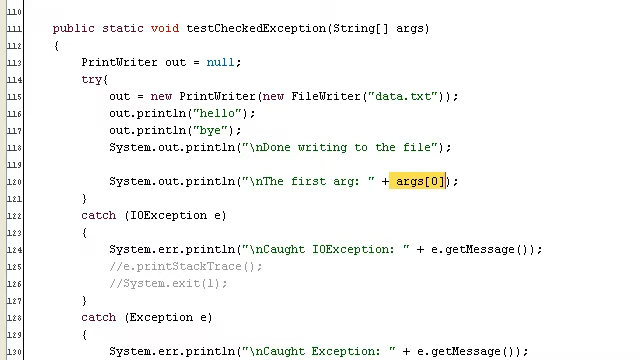 110
111 public static void testCheckedException(String[] args)
112 {
113 PrintWriter out = null;
114 try{
115 out = new PrintWriter(new FileWriter("data.txt"));
116 out.println("hello");
117 out.println("bye");
118 System.out.println("\nDone writing to the file");
119
120 System.out.println("\nThe first arg: " + args[0]);
121 }
122 catch (IOException e)
123 {
124 System.err.println("\nCaught IOException: " + e.getMessage());
125 //e.printStackTrace();
126 //System.exit(1);
127 }
128 catch (Exception e)
129 {
130 System.err.println("\nCaught Exception: " + e.getMessage());